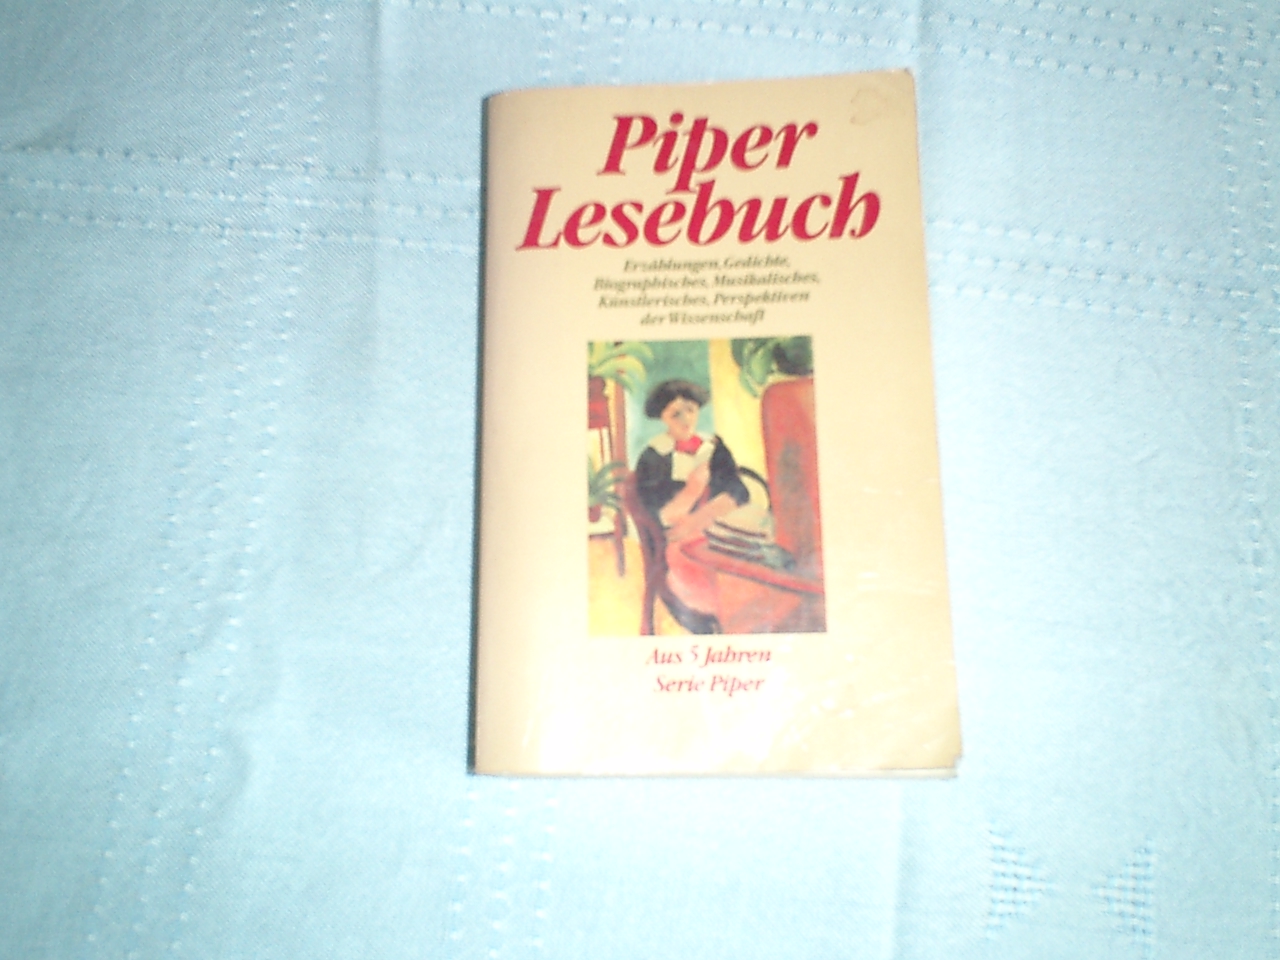 Piper
Lesebuch
Erzählungen, Gedichte,
Biographisches, Musikalisches,
Künstlerisches, Perspektiven
der Wissenschaft
Aus 5 Jahren
Serie Piper